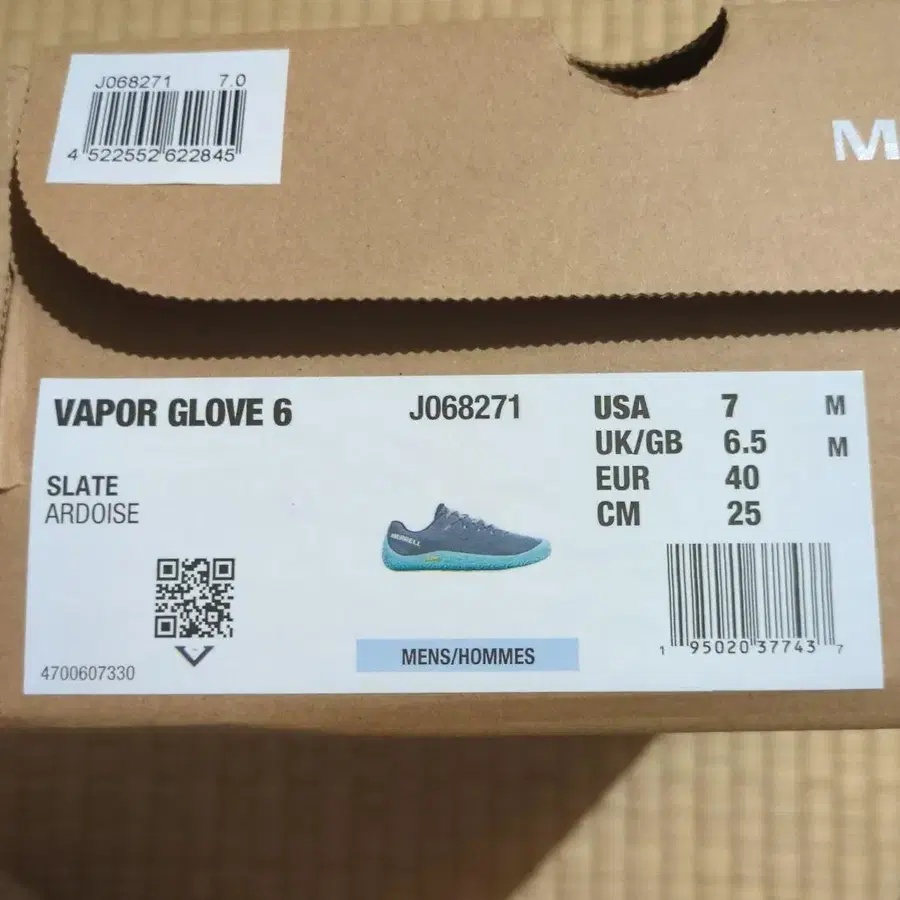 J068271 7.0
4 522552 622845
M
VAPOR GLOVE 6 J068271
SLATE
ARDOISE
USA 7 M
UK/GB 6.5 M
EUR 40
CM 25
MERRELL
4700607330
MENS/HOMMES
1 95020 37743 7